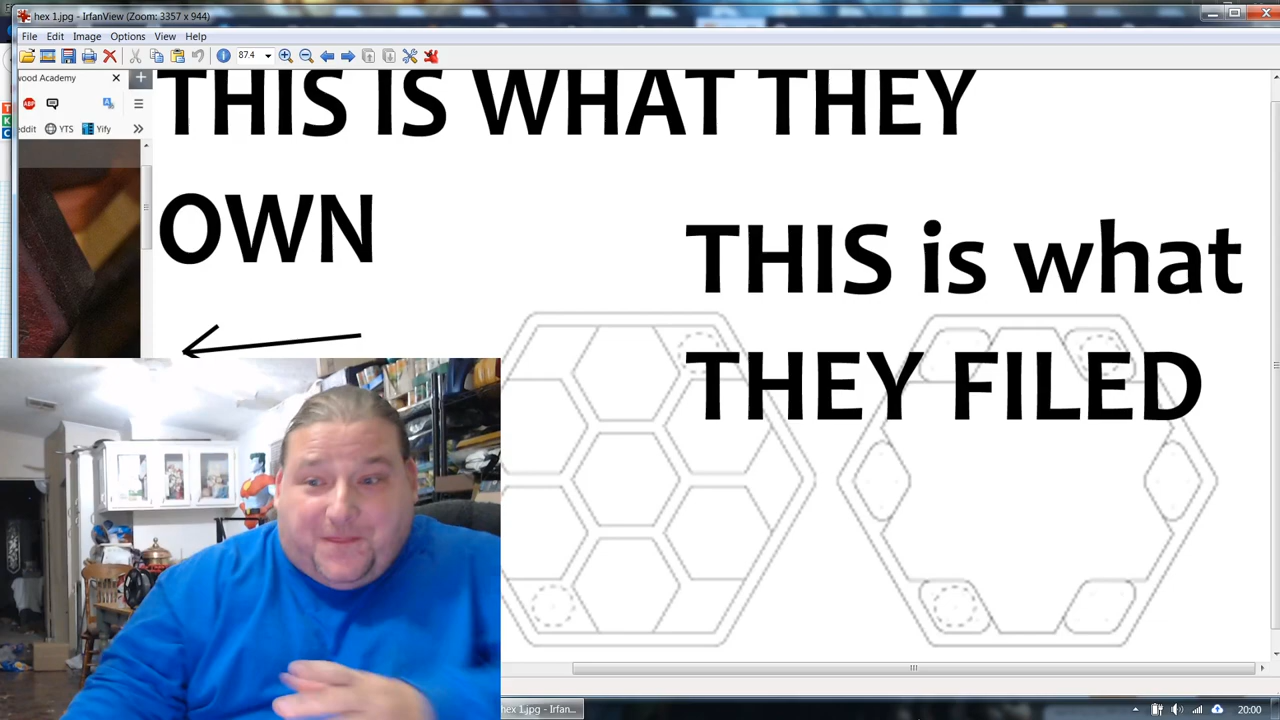 hex 1.jpg - IrfanView (Zoom: 3357 x 944)
File Edit Image Options View Help
87.4
wood Academy
ABP
eddit YTS Yify
THIS IS WHAT THEY
OWN
THIS is what
THEY FILED
hex 1.jpg - Irfan...
20:00